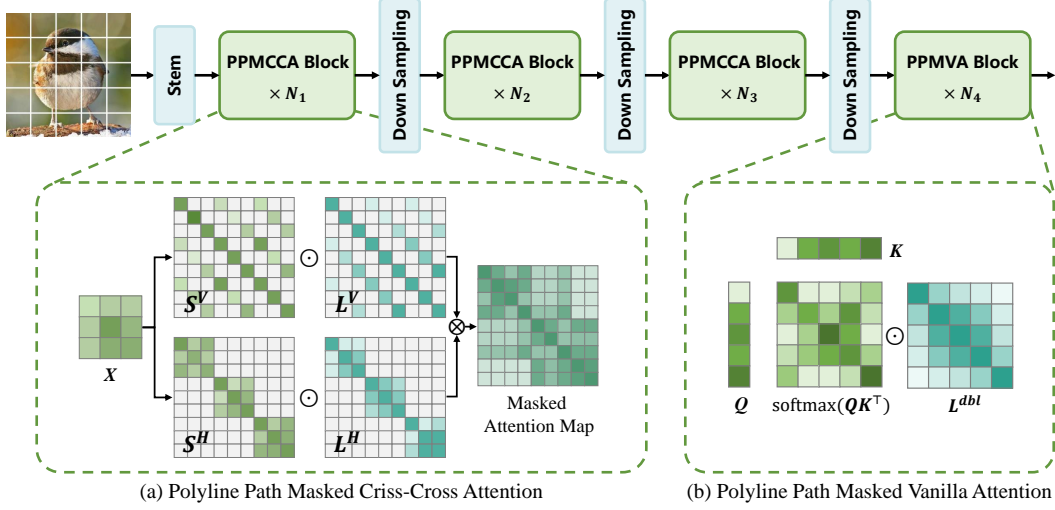 Stem
PPMCCA Block
× N₁
Down Sampling
PPMCCA Block
× N₂
Down Sampling
PPMCCA Block
× N₃
Down Sampling
PPMVA Block
× N₄
X
S^V
⊙
L^V
S^H
⊙
L^H
⊗
Masked
Attention Map
K
Q
softmax(QK^⊤)
⊙
L^dbl
(a) Polyline Path Masked Criss-Cross Attention
(b) Polyline Path Masked Vanilla Attention